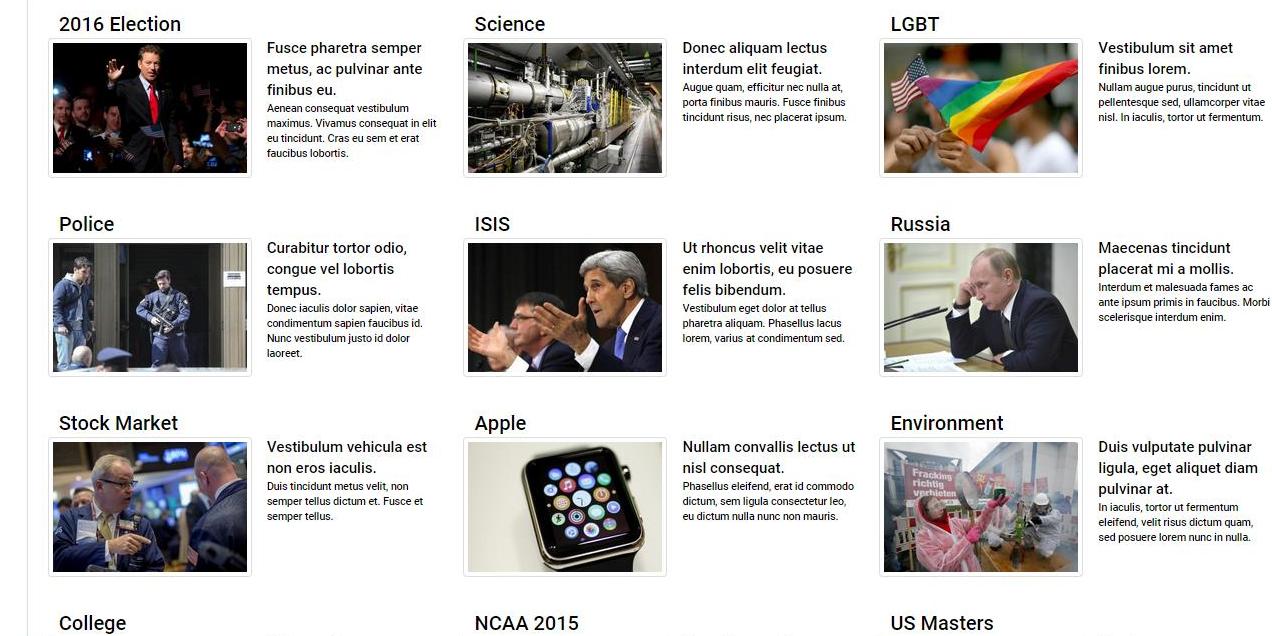 2016 Election
Fusce pharetra semper
metus, ac pulvinar ante
finibus eu.
Aenean consequat vestibulum
maximus. Vivamus consequat in elit
eu tincidunt. Cras eu sem et erat
faucibus lobortis.
Science
Donec aliquam lectus
interdum elit feugiat.
Augue quam, efficitur nec nulla at,
porta finibus mauris. Fusce finibus
tincidunt risus, nec placerat ipsum.
LGBT
Vestibulum sit amet
finibus lorem.
Nullam augue purus, tincidunt ut
pellentesque sed, ullamcorper vitae
nisl. In iaculis, tortor ut fermentum.
Police
Curabitur tortor odio,
congue vel lobortis
tempus.
Donec iaculis dolor sapien, vitae
condimentum sapien faucibus id.
Nunc vestibulum justo id dolor
laoreet.
ISIS
Ut rhoncus velit vitae
enim lobortis, eu posuere
felis bibendum.
Vestibulum eget dolor at tellus
pharetra aliquam. Phasellus lacus
lorem, varius at condimentum sed.
Russia
Maecenas tincidunt
placerat mi a mollis.
Interdum et malesuada fames ac
ante ipsum primis in faucibus. Morbi
scelerisque interdum enim.
Stock Market
Vestibulum vehicula est
non eros iaculis.
Duis tincidunt metus velit, non
semper tellus dictum et. Fusce et
semper tellus.
Apple
Nullam convallis lectus ut
nisl consequat.
Phasellus eleifend, erat id commodo
dictum, sem ligula consectetur leo,
eu dictum nulla nunc non mauris.
Environment
Fracking
richtig
verbieten
Duis vulputate pulvinar
ligula, eget aliquet diam
pulvinar at.
In iaculis, tortor ut fermentum
eleifend, velit risus dictum quam,
sed posuere lorem nunc in nulla.
College
NCAA 2015
US Masters